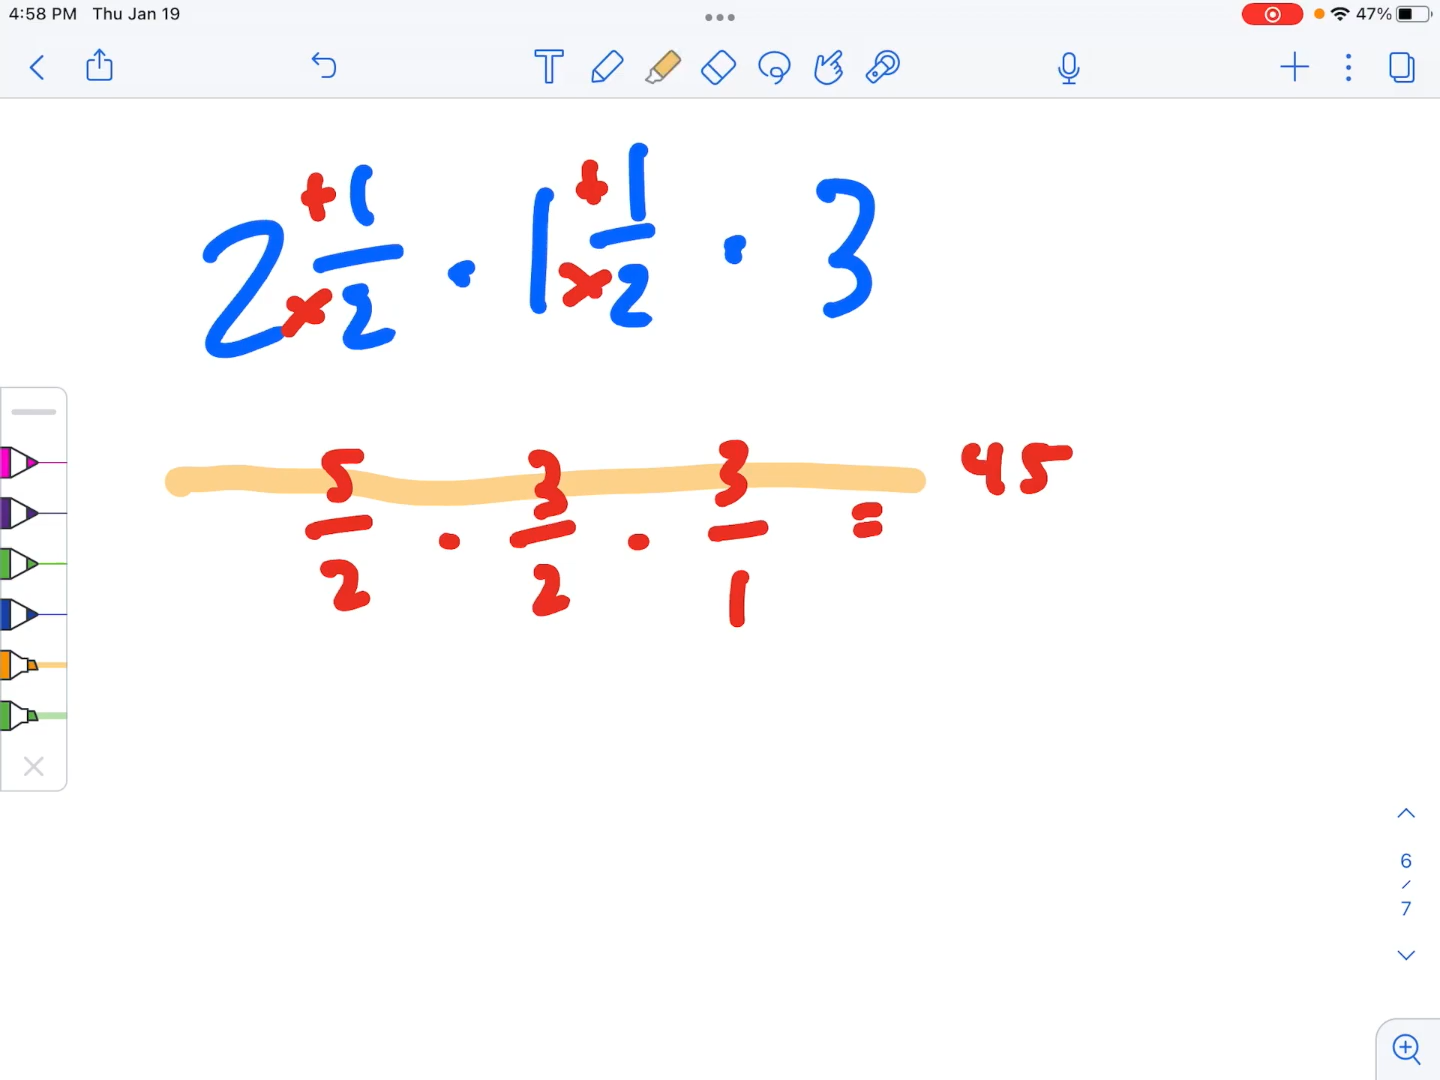 4:58 PM Thu Jan 19
47%
2 + 1/2 · 1 + 1/2 · 3
× ×
5/2 · 3/2 · 3/1 = 45
6
/
7